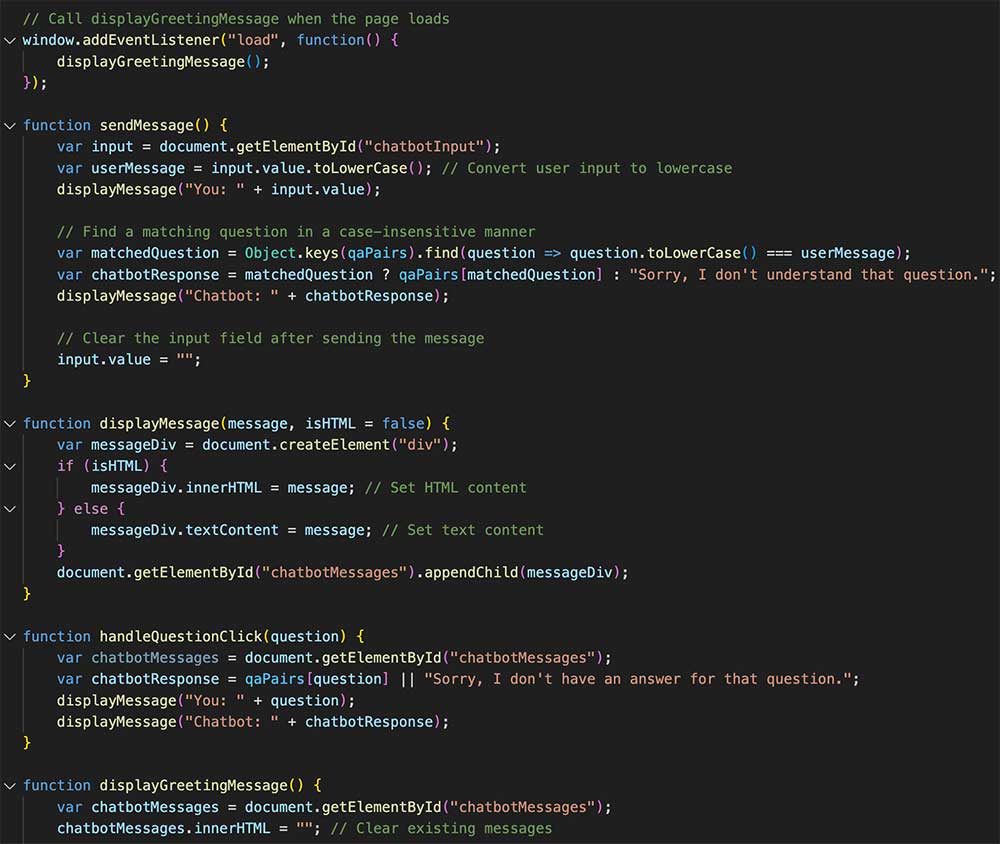 // Call displayGreetingMessage when the page loads
window.addEventListener("load", function() {
    displayGreetingMessage();
});

function sendMessage() {
    var input = document.getElementById("chatbotInput");
    var userMessage = input.value.toLowerCase(); // Convert user input to lowercase
    displayMessage("You: " + input.value);

    // Find a matching question in a case-insensitive manner
    var matchedQuestion = Object.keys(qaPairs).find(question => question.toLowerCase() === userMessage);
    var chatbotResponse = matchedQuestion ? qaPairs[matchedQuestion] : "Sorry, I don't understand that question.";
    displayMessage("Chatbot: " + chatbotResponse);

    // Clear the input field after sending the message
    input.value = "";
}

function displayMessage(message, isHTML = false) {
    var messageDiv = document.createElement("div");
    if (isHTML) {
        messageDiv.innerHTML = message; // Set HTML content
    } else {
        messageDiv.textContent = message; // Set text content
    }
    document.getElementById("chatbotMessages").appendChild(messageDiv);
}

function handleQuestionClick(question) {
    var chatbotMessages = document.getElementById("chatbotMessages");
    var chatbotResponse = qaPairs[question] || "Sorry, I don't have an answer for that question.";
    displayMessage("You: " + question);
    displayMessage("Chatbot: " + chatbotResponse);
}

function displayGreetingMessage() {
    var chatbotMessages = document.getElementById("chatbotMessages");
    chatbotMessages.innerHTML = ""; // Clear existing messages